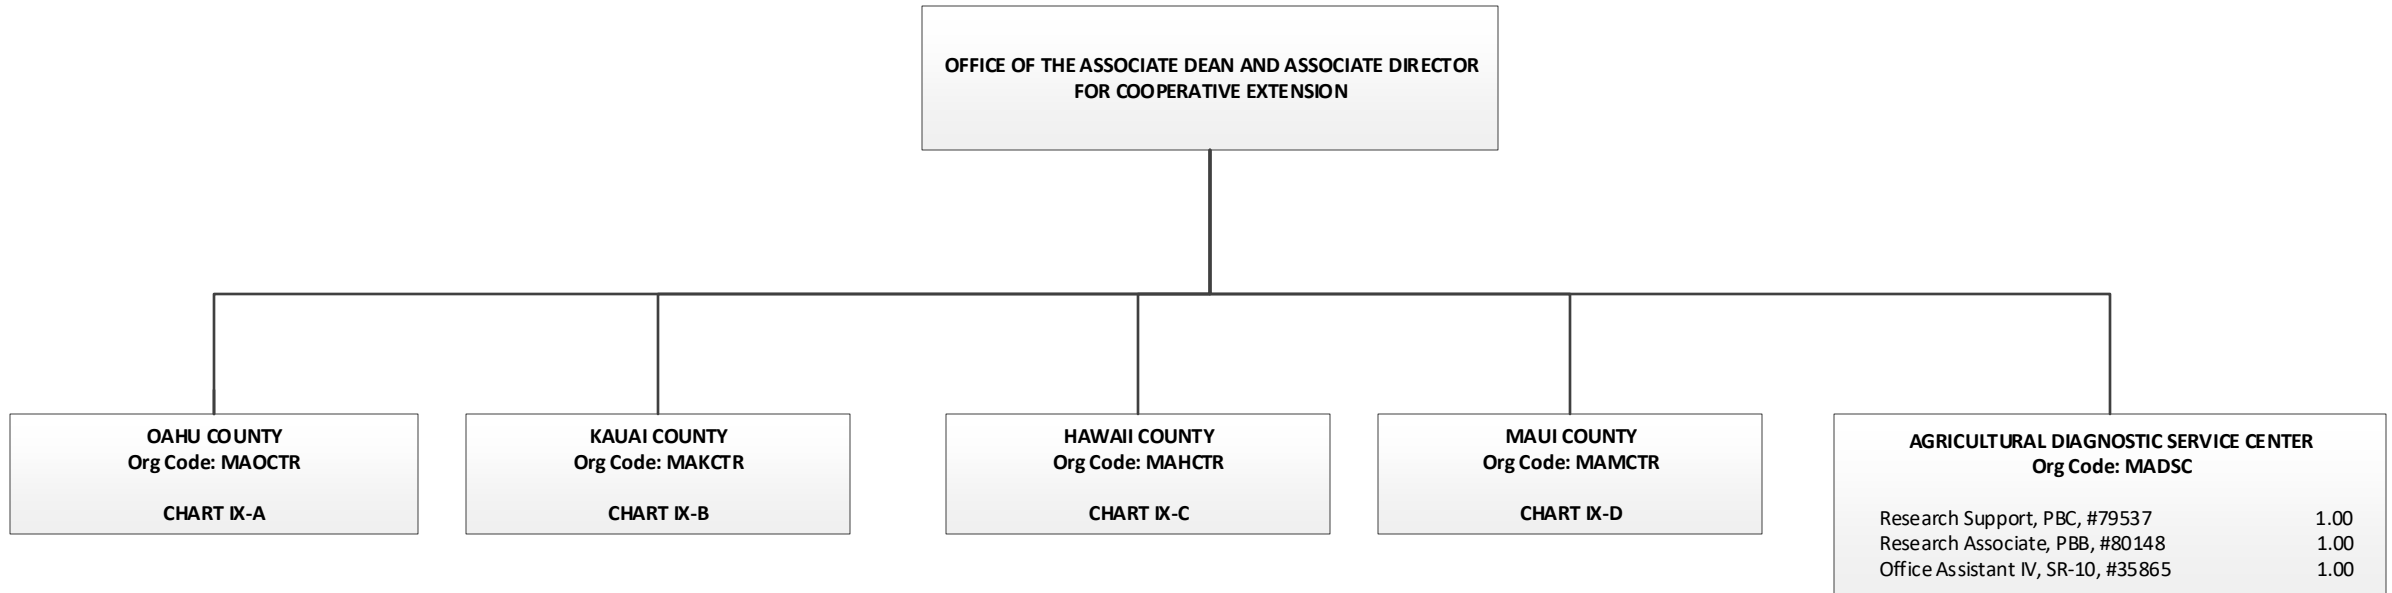 OFFICE OF THE ASSOCIATE DEAN AND ASSOCIATE DIRECTOR
FOR COOPERATIVE EXTENSION
OAHU COUNTY
Org Code: MAOCTR
CHART IX-A
KAUAI COUNTY
Org Code: MAKCTR
CHART IX-B
HAWAII COUNTY
Org Code: MAHCTR
CHART IX-C
MAUI COUNTY
Org Code: MAMCTR
CHART IX-D
AGRICULTURAL DIAGNOSTIC SERVICE CENTER
Org Code: MADSC
Research Support, PBC, #79537 1.00
Research Associate, PBB, #80148 1.00
Office Assistant IV, SR-10, #35865 1.00